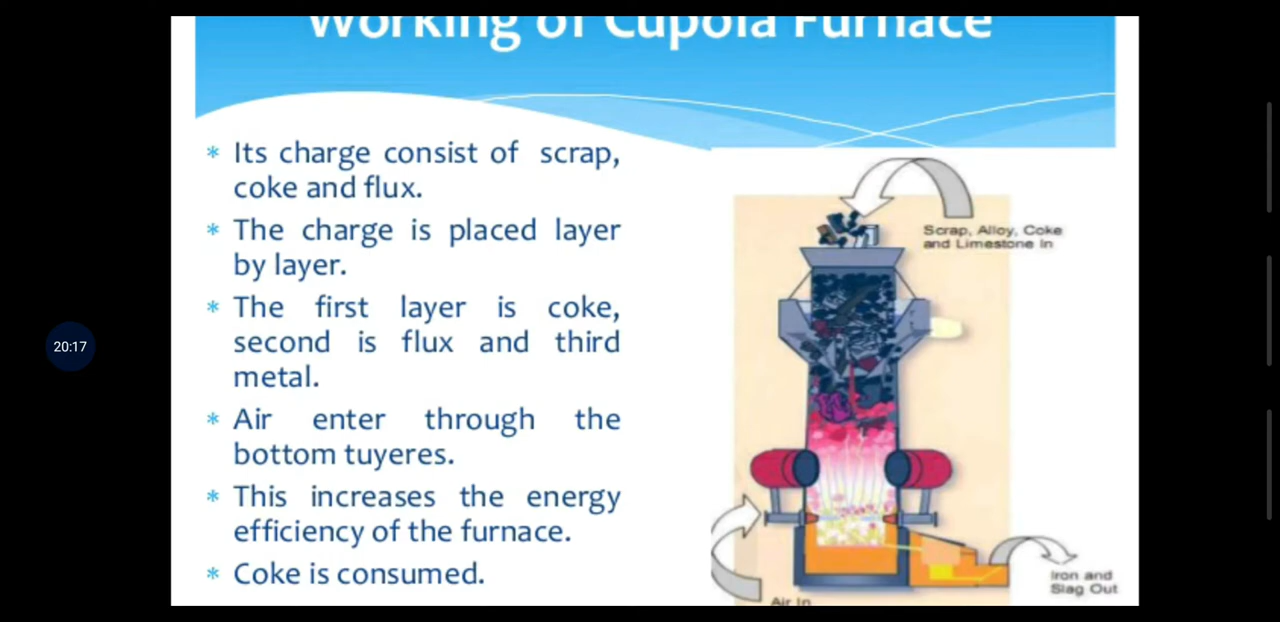 Working of Cupola Furnace
* Its charge consist of scrap,
coke and flux.
* The charge is placed layer
by layer.
* The first layer is coke,
second is flux and third
metal.
* Air enter through the
bottom tuyeres.
* This increases the energy
efficiency of the furnace.
* Coke is consumed.
Scrap, Alloy, Coke
and Limestone In
Iron and
Slag Out
Air In
20:17